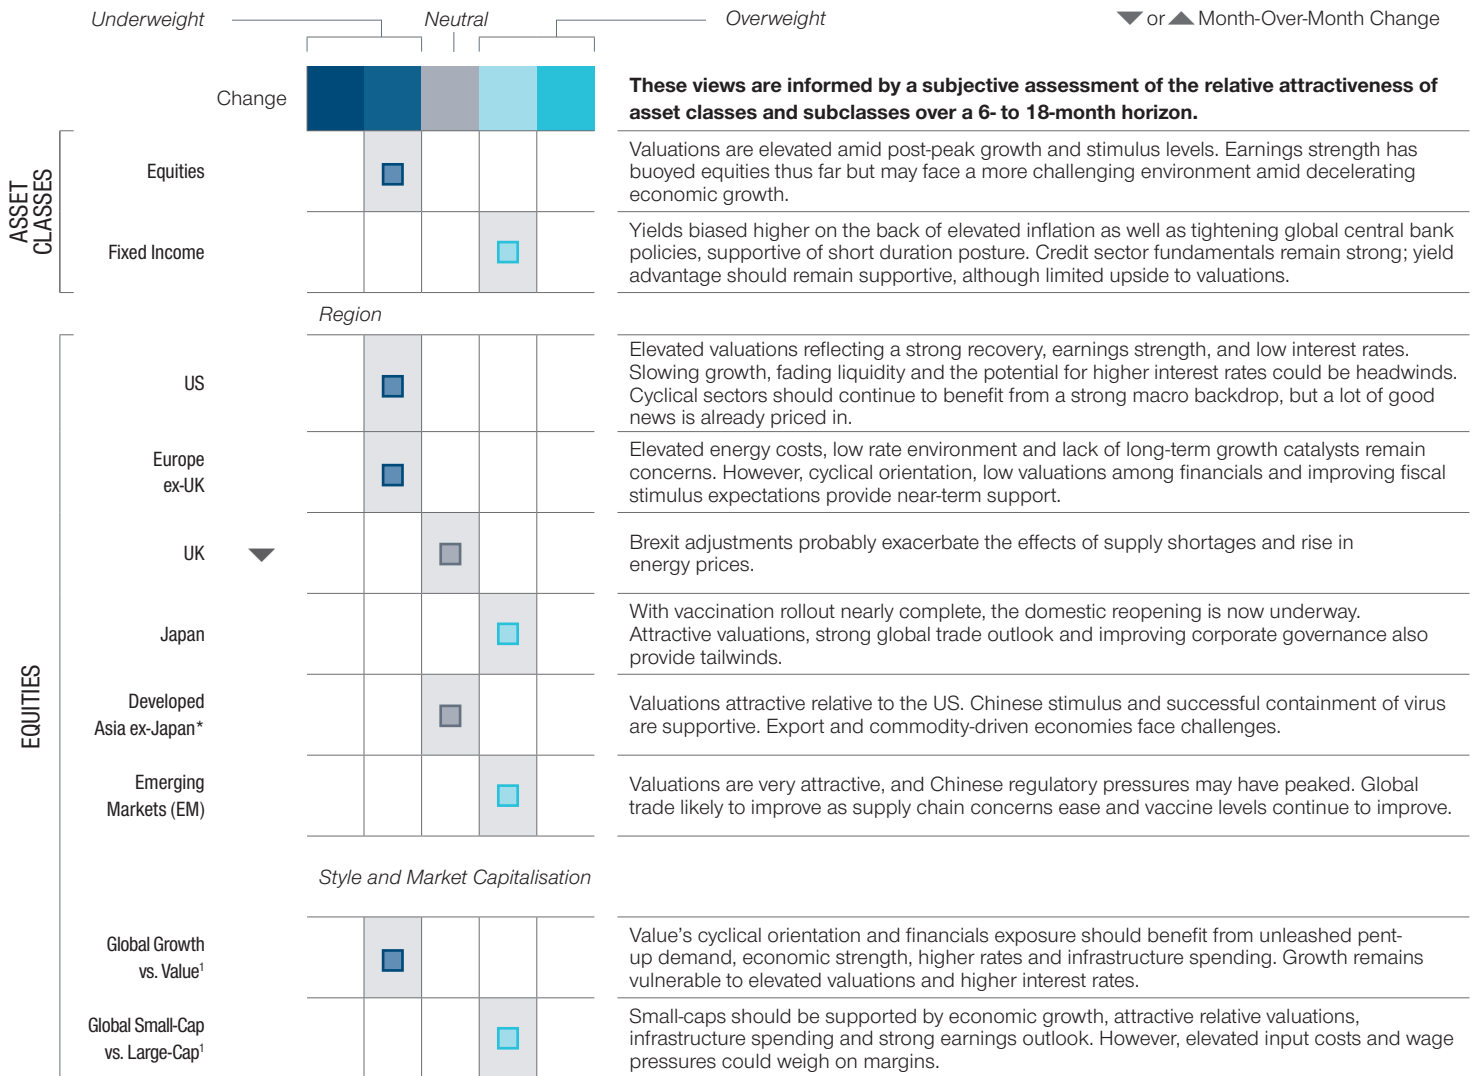 Underweight
Neutral
Overweight
▼ or ▲ Month-Over-Month Change
Change
These views are informed by a subjective assessment of the relative attractiveness of
asset classes and subclasses over a 6- to 18-month horizon.
ASSET
CLASSES
Equities
Valuations are elevated amid post-peak growth and stimulus levels. Earnings strength has
buoyed equities thus far but may face a more challenging environment amid decelerating
economic growth.
Fixed Income
Yields biased higher on the back of elevated inflation as well as tightening global central bank
policies, supportive of short duration posture. Credit sector fundamentals remain strong; yield
advantage should remain supportive, although limited upside to valuations.
Region
EQUITIES
US
Elevated valuations reflecting a strong recovery, earnings strength, and low interest rates.
Slowing growth, fading liquidity and the potential for higher interest rates could be headwinds.
Cyclical sectors should continue to benefit from a strong macro backdrop, but a lot of good
news is already priced in.
Europe
ex-UK
Elevated energy costs, low rate environment and lack of long-term growth catalysts remain
concerns. However, cyclical orientation, low valuations among financials and improving fiscal
stimulus expectations provide near-term support.
UK
▼
Brexit adjustments probably exacerbate the effects of supply shortages and rise in
energy prices.
Japan
With vaccination rollout nearly complete, the domestic reopening is now underway.
Attractive valuations, strong global trade outlook and improving corporate governance also
provide tailwinds.
Developed
Asia ex-Japan*
Valuations attractive relative to the US. Chinese stimulus and successful containment of virus
are supportive. Export and commodity-driven economies face challenges.
Emerging
Markets (EM)
Valuations are very attractive, and Chinese regulatory pressures may have peaked. Global
trade likely to improve as supply chain concerns ease and vaccine levels continue to improve.
Style and Market Capitalisation
Global Growth
vs. Value¹
Value’s cyclical orientation and financials exposure should benefit from unleashed pent-
up demand, economic strength, higher rates and infrastructure spending. Growth remains
vulnerable to elevated valuations and higher interest rates.
Global Small-Cap
vs. Large-Cap¹
Small-caps should be supported by economic growth, attractive relative valuations,
infrastructure spending and strong earnings outlook. However, elevated input costs and wage
pressures could weigh on margins.